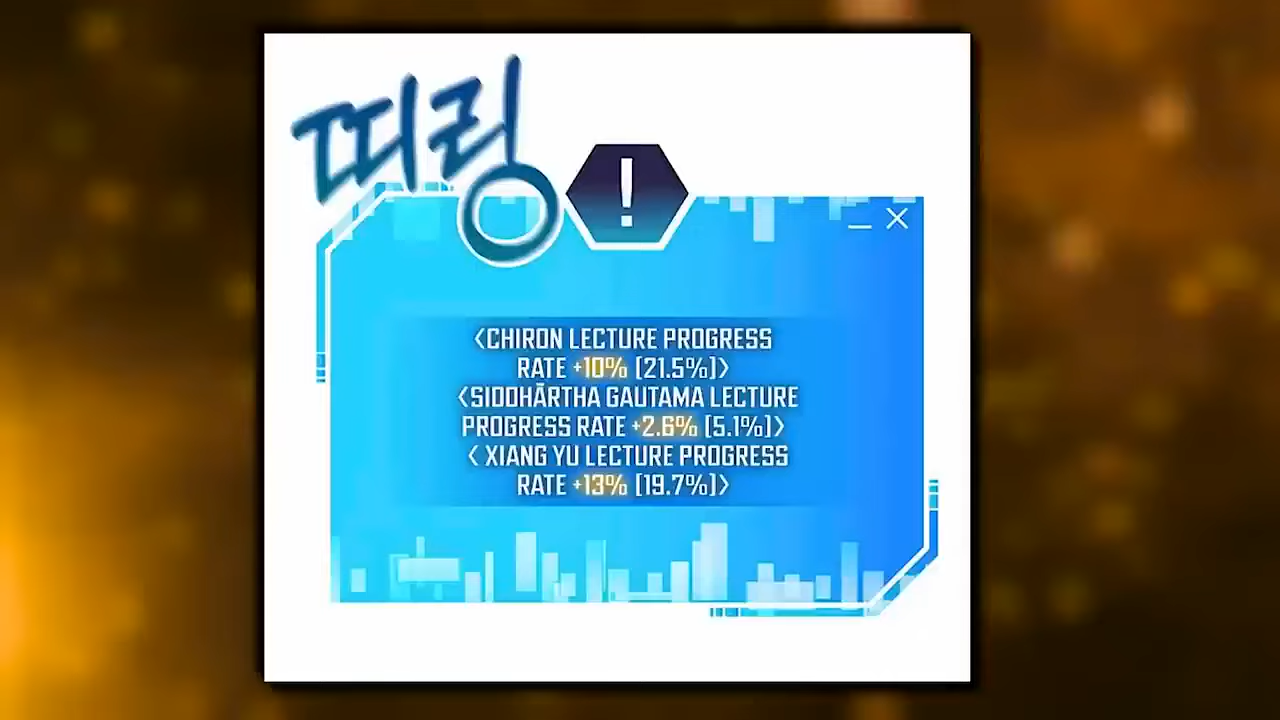 띠링
!
<CHIRON LECTURE PROGRESS
RATE +10% [21.5%]>
<SIDDHĀRTHA GAUTAMA LECTURE
PROGRESS RATE +2.6% [5.1%]>
< XIANG YU LECTURE PROGRESS
RATE +13% [19.7%]>